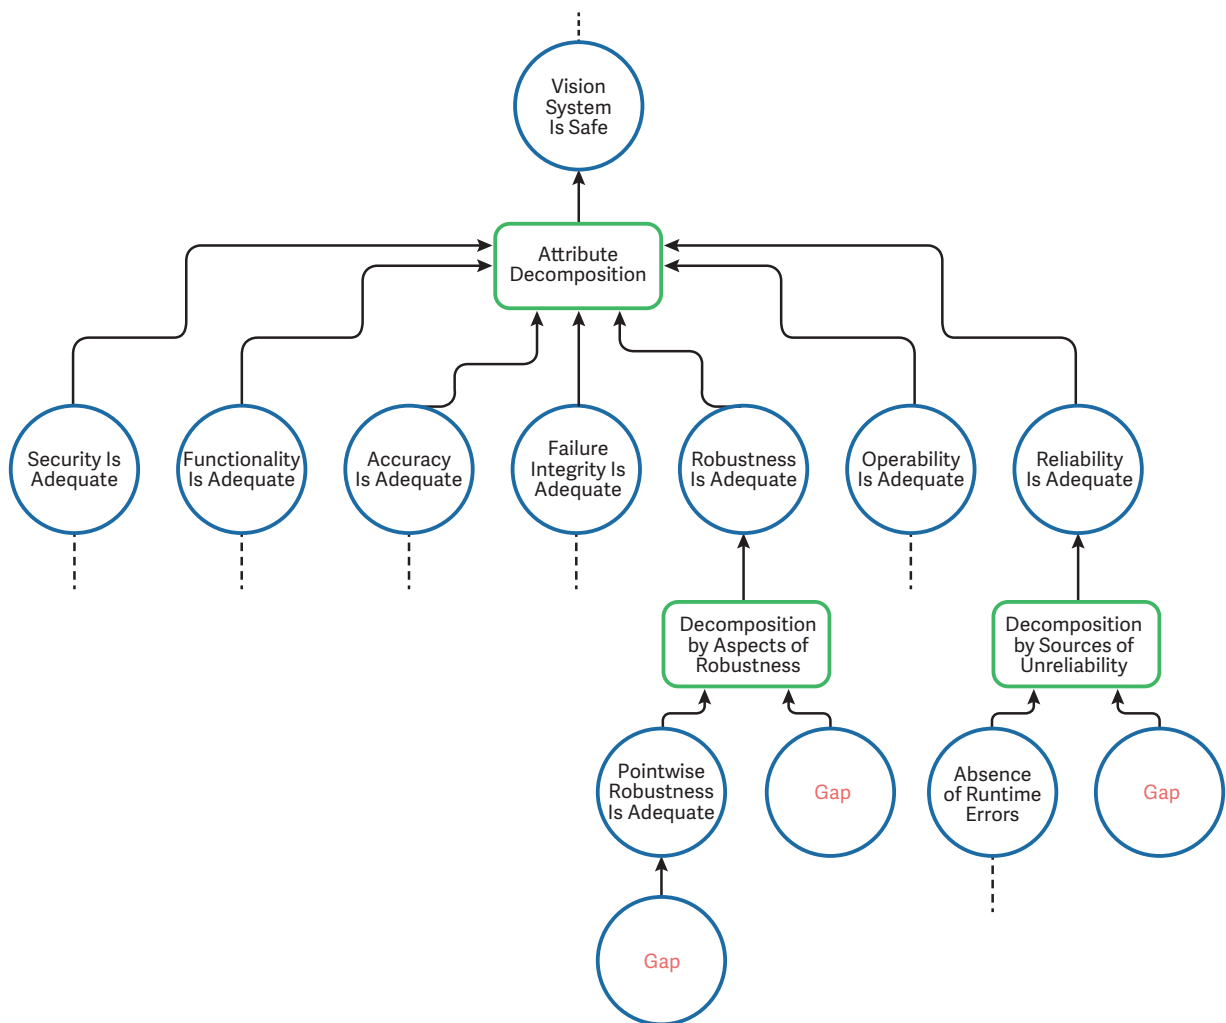 Vision
System
Is Safe
Attribute
Decomposition
Security Is
Adequate
Functionality
Is Adequate
Accuracy
Is Adequate
Failure
Integrity Is
Adequate
Robustness
Is Adequate
Operability
Is Adequate
Reliability
Is Adequate
Decomposition
by Aspects of
Robustness
Decomposition
by Sources of
Unreliability
Pointwise
Robustness
Is Adequate
Gap
Absence
of Runtime
Errors
Gap
Gap